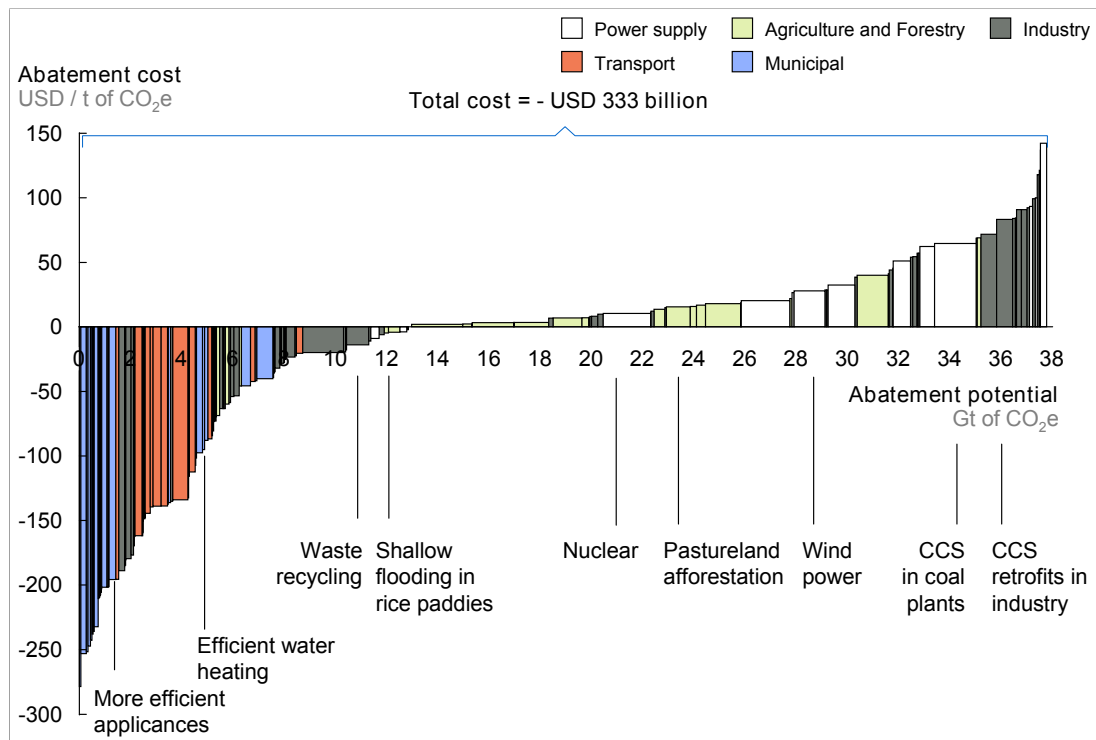 Power supply
Agriculture and Forestry
Industry
Transport
Municipal
Abatement cost
USD / t of CO2e
Total cost = - USD 333 billion
150
100
50
0
-50
-100
-150
-200
-250
-300
0 2 4 6 8 10 12 14 16 18 20 22 24 26 28 30 32 34 36 38
Abatement potential
Gt of CO2e
Waste
recycling
Shallow
flooding in
rice paddies
Nuclear
Pastureland
afforestation
Wind
power
CCS
in coal
plants
CCS
retrofits in
industry
Efficient water
heating
More efficient
applicances